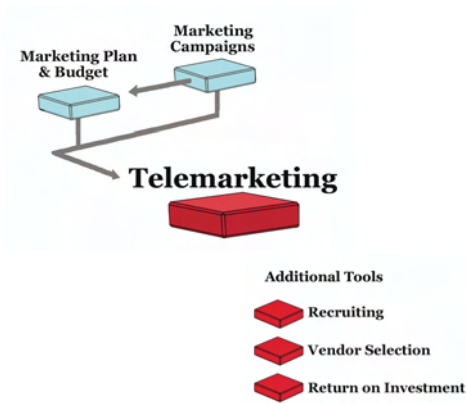 Marketing
Campaigns
Marketing Plan
& Budget
Telemarketing
Additional Tools
Recruiting
Vendor Selection
Return on Investment